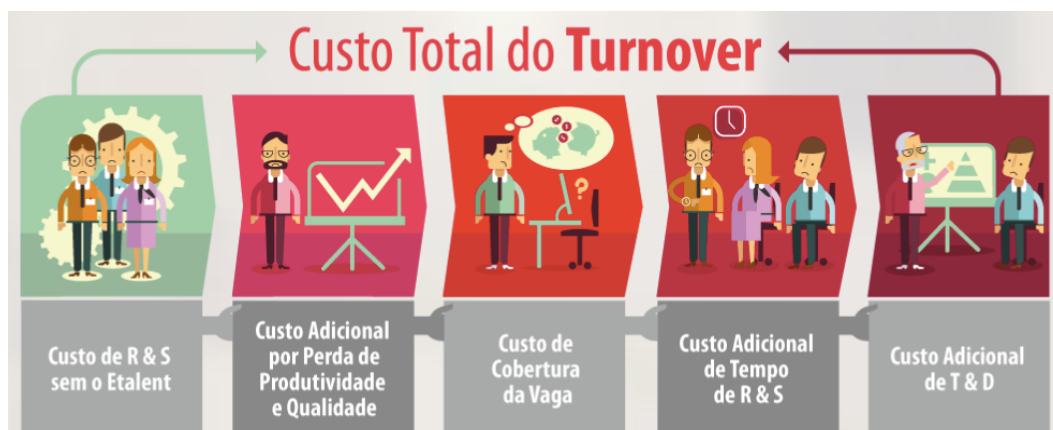 Custo Total do Turnover
Custo de R & S
sem o Etalent
Custo Adicional
por Perda de
Produtividade
e Qualidade
?
Custo de
Cobertura
da Vaga
Custo Adicional
de Tempo
de R & S
Custo Adicional
de T & D